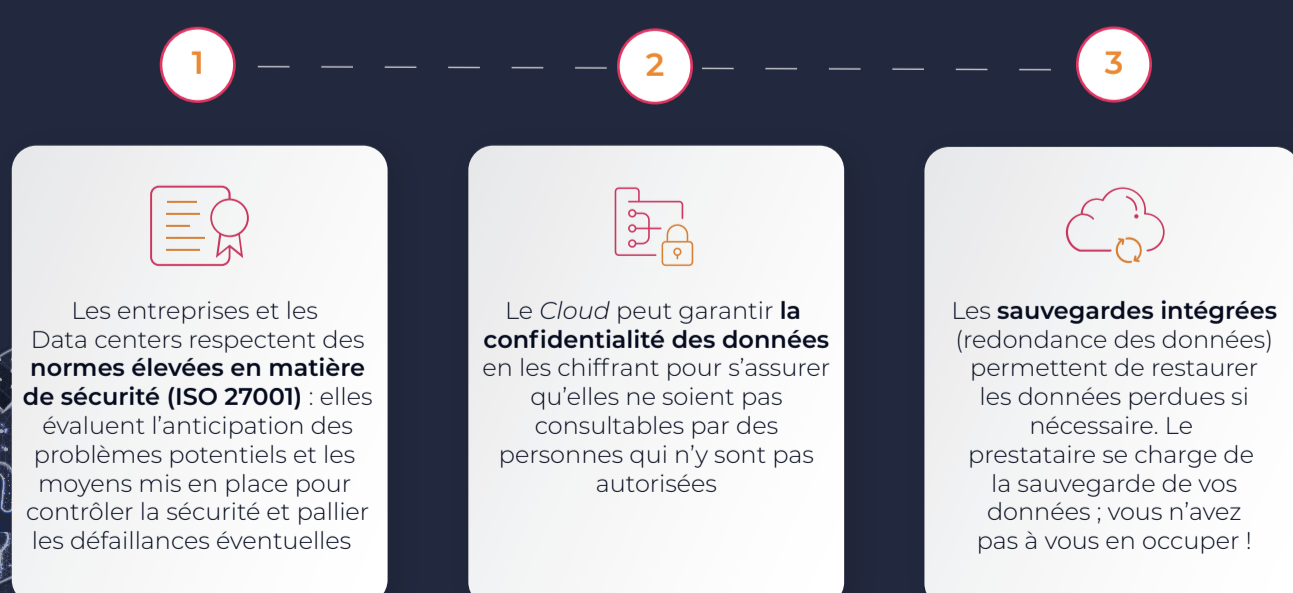 1
2
3
Les entreprises et les
Data centers respectent des
normes élevées en matière
de sécurité (ISO 27001) : elles
évaluent l’anticipation des
problèmes potentiels et les
moyens mis en place pour
contrôler la sécurité et pallier
les défaillances éventuelles
Le Cloud peut garantir la
confidentialité des données
en les chiffrant pour s’assurer
qu’elles ne soient pas
consultables par des
personnes qui n’y sont pas
autorisées
Les sauvegardes intégrées
(redondance des données)
permettent de restaurer
les données perdues si
nécessaire. Le
prestataire se charge de
la sauvegarde de vos
données ; vous n’avez
pas à vous en occuper !